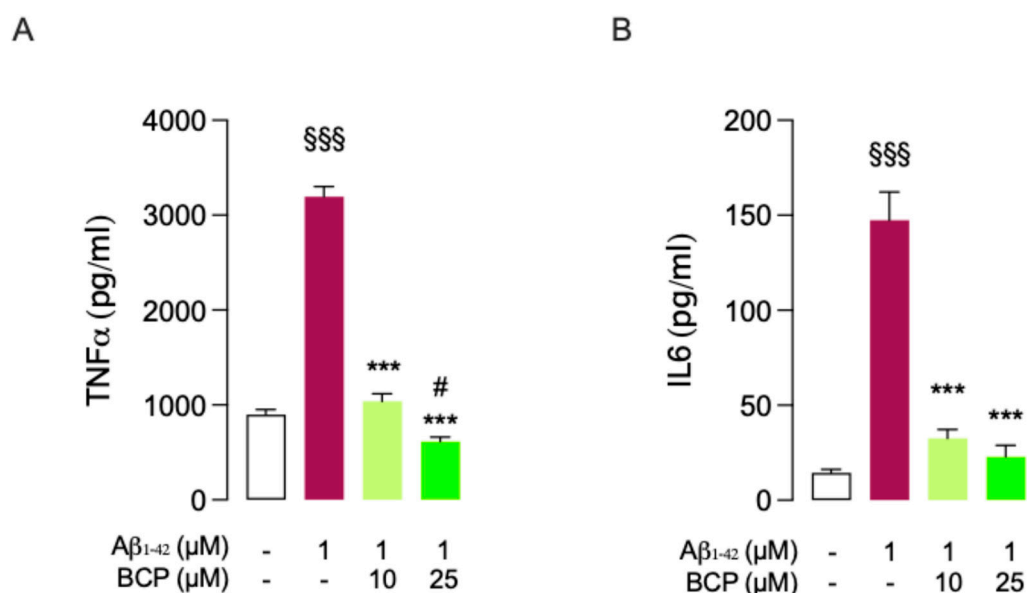 A
B
4000
3000
2000
1000
0
TNFα (pg/ml)
§§§
***
#
***
Aβ1-42 (μM) - 1 1 1
BCP (μM) - - 10 25
200
150
100
50
0
IL6 (pg/ml)
§§§
***
***
Aβ1-42 (μM) - 1 1 1
BCP (μM) - - 10 25